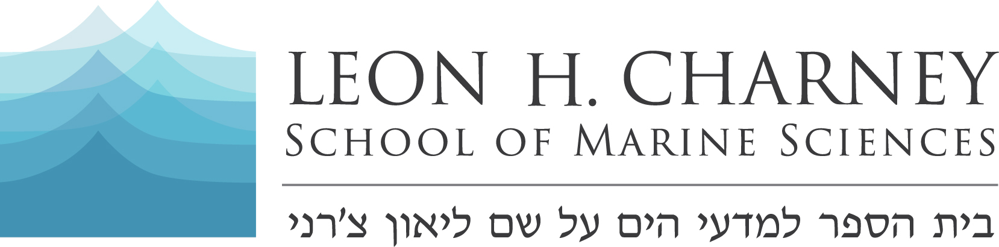 LEON H. CHARNEY
SCHOOL OF MARINE SCIENCES
בית הספר למדעי הים על שם ליאון צ'רני